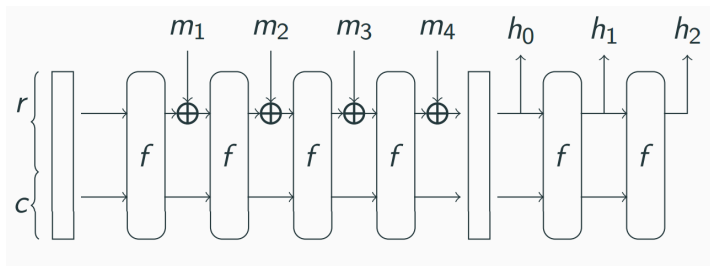 m₁ m₂ m₃ m₄ h₀ h₁ h₂
r
f f f f f f
c